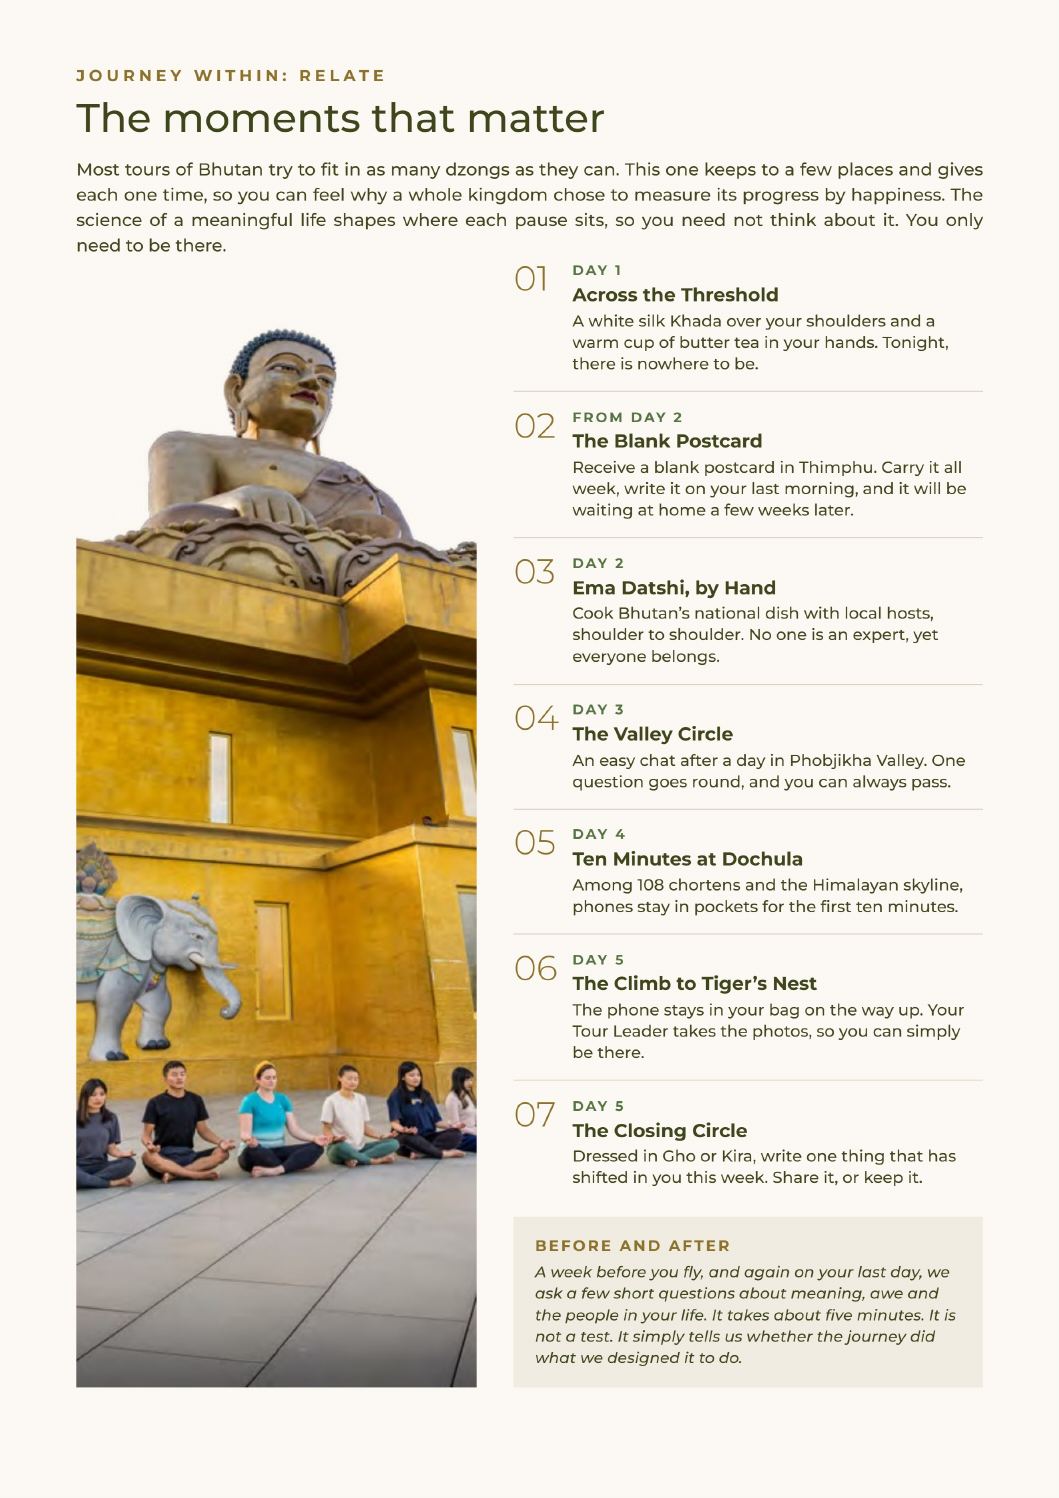 JOURNEY WITHIN: RELATE
The moments that matter
Most tours of Bhutan try to fit in as many dzongs as they can. This one keeps to a few places and gives
each one time, so you can feel why a whole kingdom chose to measure its progress by happiness. The
science of a meaningful life shapes where each pause sits, so you need not think about it. You only
need to be there.
01
DAY 1
Across the Threshold
A white silk Khada over your shoulders and a
warm cup of butter tea in your hands. Tonight,
there is nowhere to be.
02
FROM DAY 2
The Blank Postcard
Receive a blank postcard in Thimphu. Carry it all
week, write it on your last morning, and it will be
waiting at home a few weeks later.
03
DAY 2
Ema Datshi, by Hand
Cook Bhutan’s national dish with local hosts,
shoulder to shoulder. No one is an expert, yet
everyone belongs.
04
DAY 3
The Valley Circle
An easy chat after a day in Phobjikha Valley. One
question goes round, and you can always pass.
05
DAY 4
Ten Minutes at Dochula
Among 108 chortens and the Himalayan skyline,
phones stay in pockets for the first ten minutes.
06
DAY 5
The Climb to Tiger’s Nest
The phone stays in your bag on the way up. Your
Tour Leader takes the photos, so you can simply
be there.
07
DAY 5
The Closing Circle
Dressed in Gho or Kira, write one thing that has
shifted in you this week. Share it, or keep it.
BEFORE AND AFTER
A week before you fly, and again on your last day, we
ask a few short questions about meaning, awe and
the people in your life. It takes about five minutes. It is
not a test. It simply tells us whether the journey did
what we designed it to do.